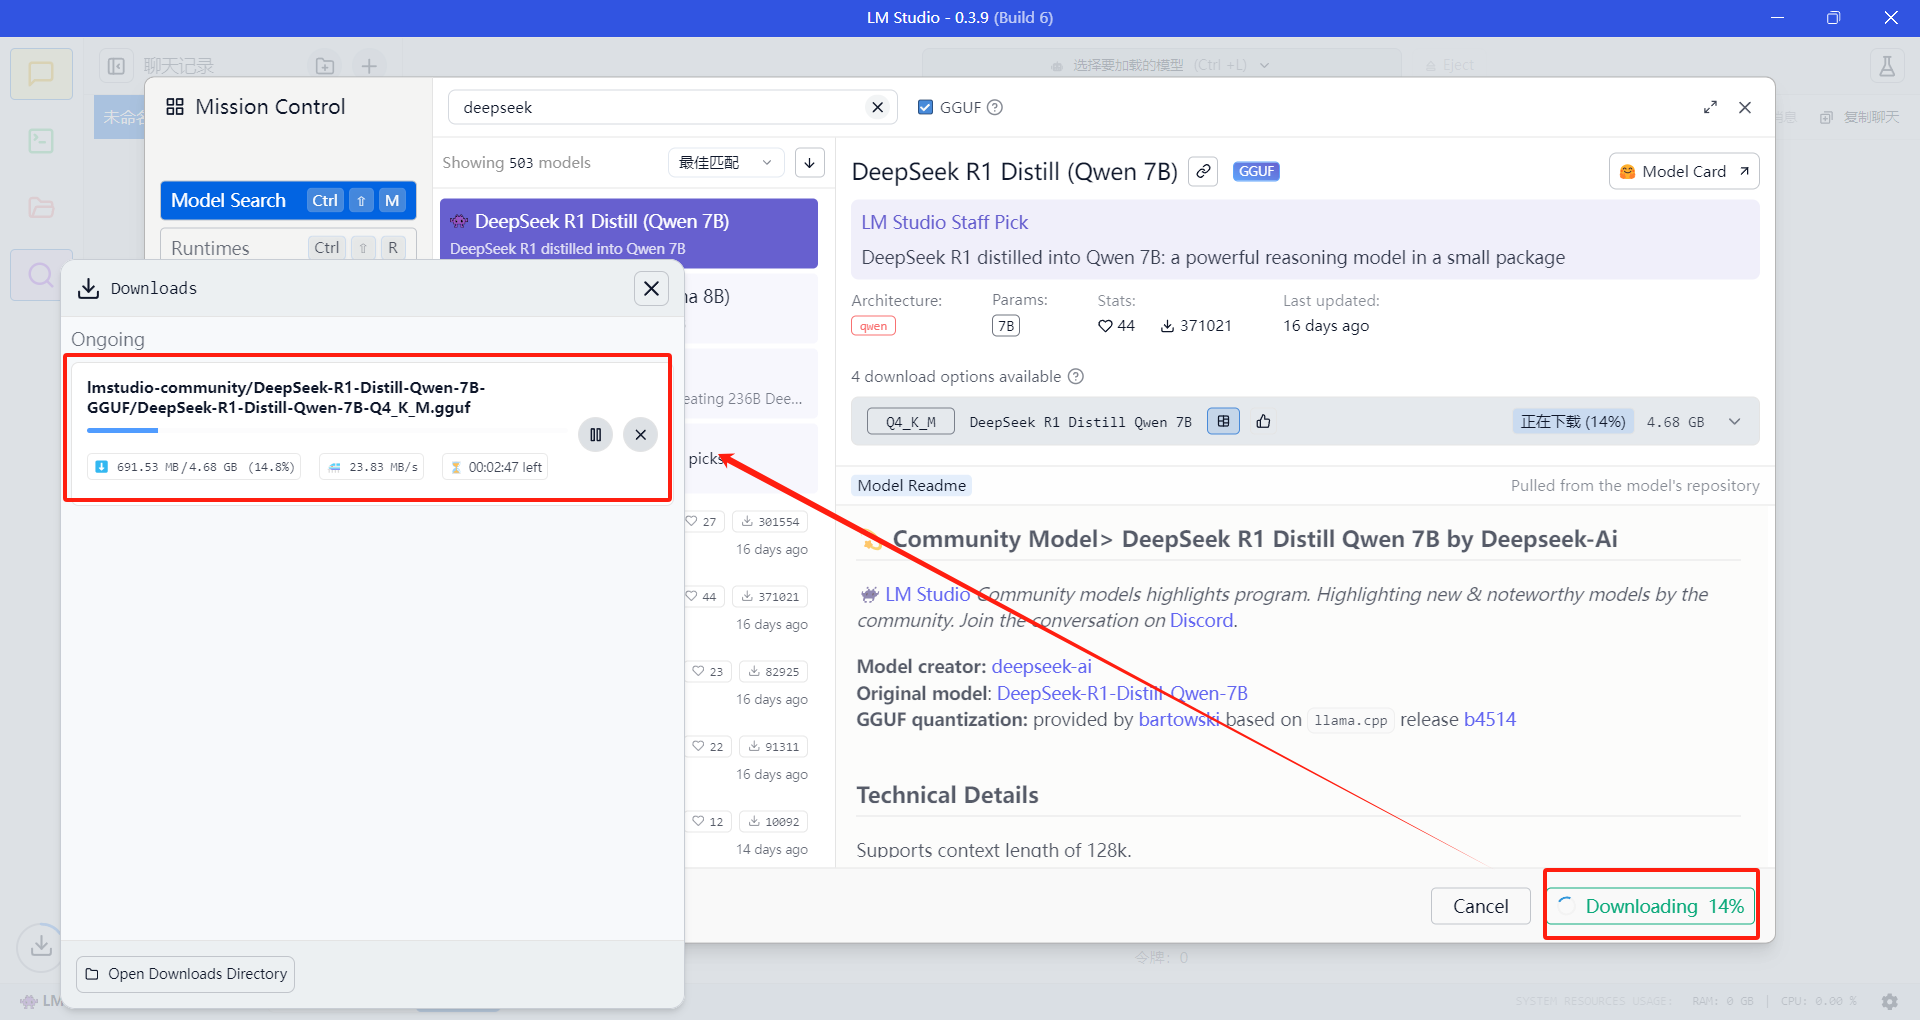 LM Studio - 0.3.9 (Build 6)
聊天记录
选择要加载的模型 (Ctrl +L)
Eject
未命名
复制聊天
Mission Control
deepseek
GGUF
Model Search Ctrl ⇧ M
Runtimes Ctrl ⇧ R
Showing 503 models
最佳匹配
DeepSeek R1 Distill (Qwen 7B)
DeepSeek R1 distilled into Qwen 7B
8B)
eating 236B Dee...
picks
27 301554
16 days ago
44 371021
16 days ago
23 82925
16 days ago
22 91311
16 days ago
12 10092
14 days ago
DeepSeek R1 Distill (Qwen 7B)
GGUF
Model Card
LM Studio Staff Pick
DeepSeek R1 distilled into Qwen 7B: a powerful reasoning model in a small package
Architecture: Params: Stats: Last updated:
qwen 7B 44 371021 16 days ago
4 download options available
Q4_K_M DeepSeek R1 Distill Qwen 7B 正在下载 (14%) 4.68 GB
Model Readme
Pulled from the model's repository
Community Model> DeepSeek R1 Distill Qwen 7B by Deepseek-Ai
LM Studio Community models highlights program. Highlighting new & noteworthy models by the
community. Join the conversation on Discord.
Model creator: deepseek-ai
Original model: DeepSeek-R1-Distill-Qwen-7B
GGUF quantization: provided by bartowski based on llama.cpp release b4514
Technical Details
Supports context length of 128k.
Cancel
Downloading 14%
Downloads
Ongoing
lmstudio-community/DeepSeek-R1-Distill-Qwen-7B-
GGUF/DeepSeek-R1-Distill-Qwen-7B-Q4_K_M.gguf
691.53 MB/4.68 GB (14.8%) 23.83 MB/s 00:02:47 left
Open Downloads Directory
令牌: 0
LM
SYSTEM RESOURCES USAGE: RAM: 0 GB | CPU: 0.00 %